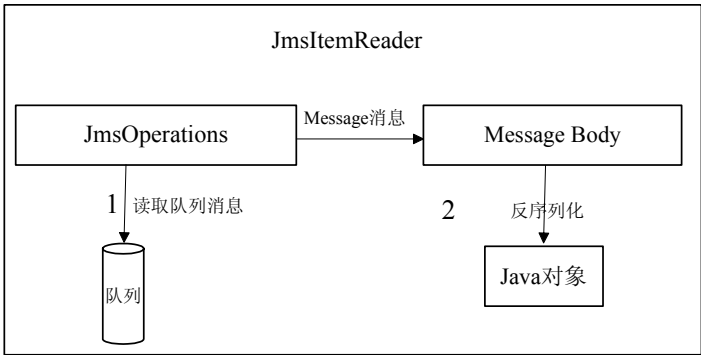 JmsItemReader
JmsOperations
Message消息
Message Body
1 读取队列消息
2 反序列化
队列
Java对象